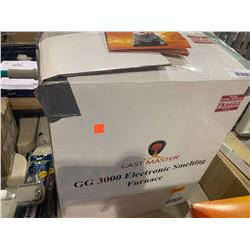 FRAGILE
CAST MASTER
GG 3000 Electronic Smelting
Furnace